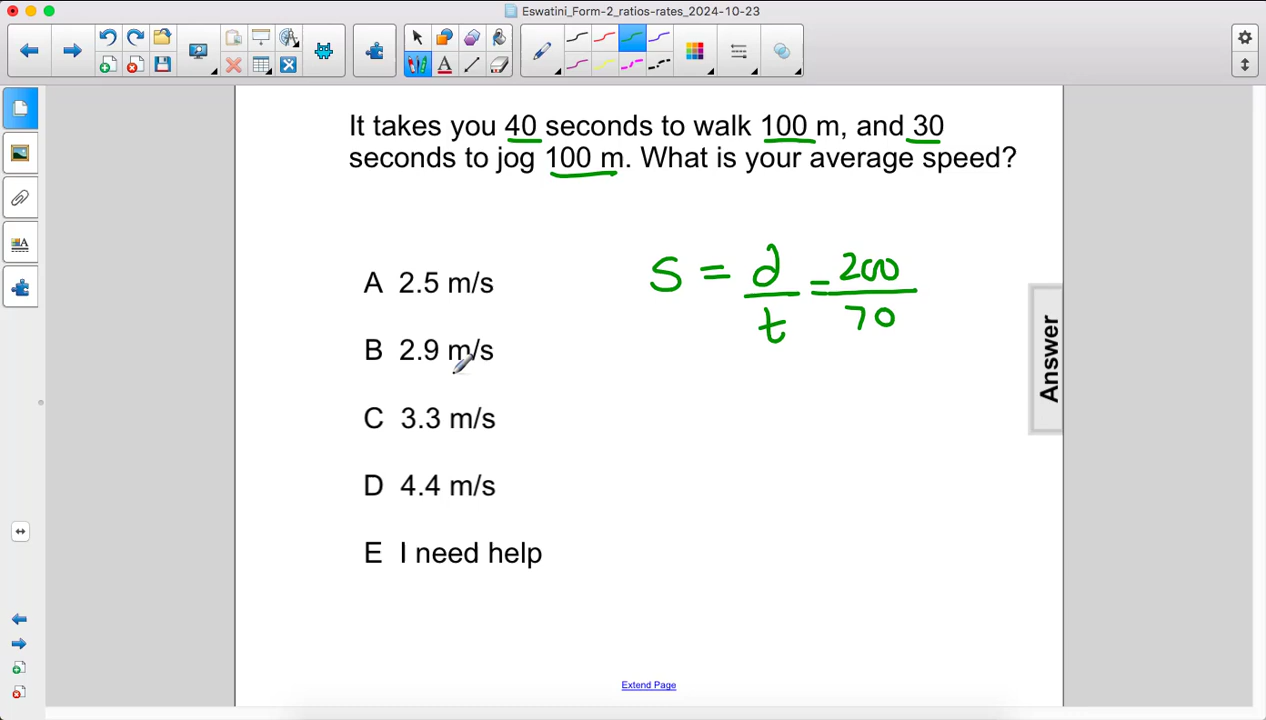 Eswatini_Form-2_ratios-rates_2024-10-23
It takes you 40 seconds to walk 100 m, and 30
seconds to jog 100 m. What is your average speed?
A 2.5 m/s
B 2.9 m/s
C 3.3 m/s
D 4.4 m/s
E I need help
S = d/t = 200/70
Answer
Extend Page